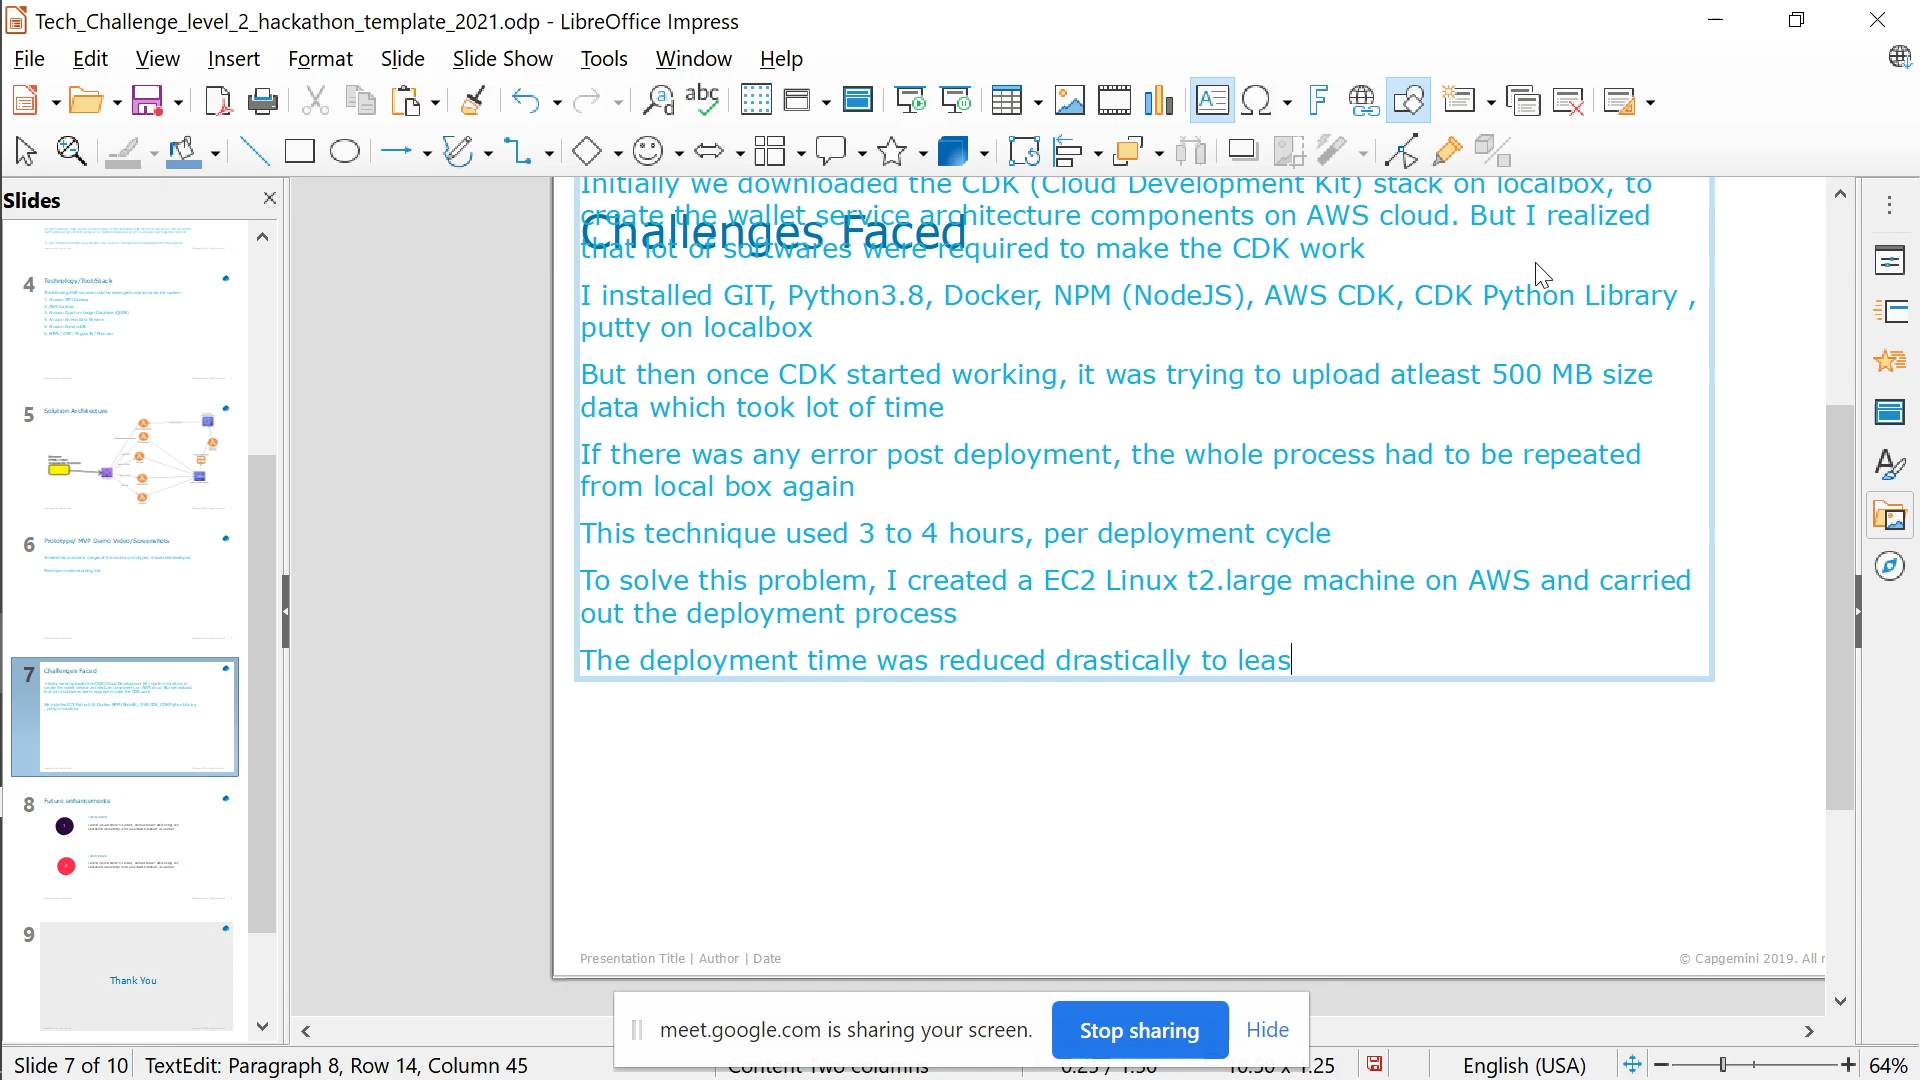 Tech_Challenge_level_2_hackathon_template_2021.odp - LibreOffice Impress
File Edit View Insert Format Slide Slide Show Tools Window Help
Slides
4 Technology/Tool/Stack
5 Solution Architecture
6 Prototype/ MVP Demo Video/Screenshots
7 Challenges Faced
8 Future enhancements
9
Thank You
Initially we downloaded the CDK (Cloud Development Kit) stack on localbox, to
create the wallet service architecture components on AWS cloud. But I realized
Challenges Faced
that lot of softwares were required to make the CDK work
I installed GIT, Python3.8, Docker, NPM (NodeJS), AWS CDK, CDK Python Library ,
putty on localbox
But then once CDK started working, it was trying to upload atleast 500 MB size
data which took lot of time
If there was any error post deployment, the whole process had to be repeated
from local box again
This technique used 3 to 4 hours, per deployment cycle
To solve this problem, I created a EC2 Linux t2.large machine on AWS and carried
out the deployment process
The deployment time was reduced drastically to leas
Presentation Title | Author | Date
© Capgemini 2019. All r
meet.google.com is sharing your screen. Stop sharing Hide
Slide 7 of 10 TextEdit: Paragraph 8, Row 14, Column 45 English (USA) 64%